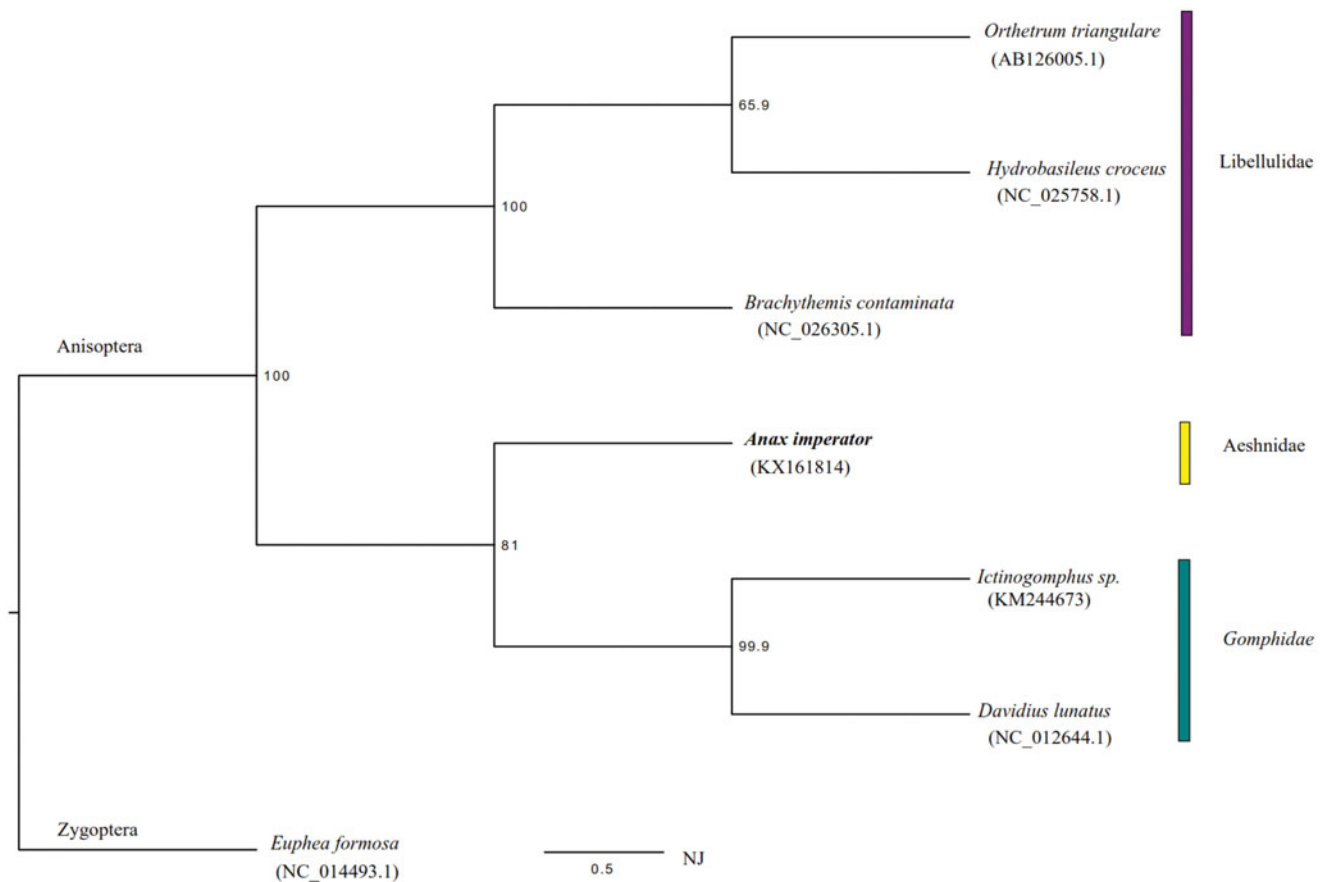 Orthetrum triangulare
(AB126005.1)
65.9
Hydrobasileus croceus
(NC_025758.1)
Libellulidae
100
Brachythemis contaminata
(NC_026305.1)
Anisoptera
100
Anax imperator
(KX161814)
Aeshnidae
81
Ictinogomphus sp.
(KM244673)
99.9
Gomphidae
Davidius lunatus
(NC_012644.1)
Zygoptera
Euphea formosa
(NC_014493.1)
0.5
NJ